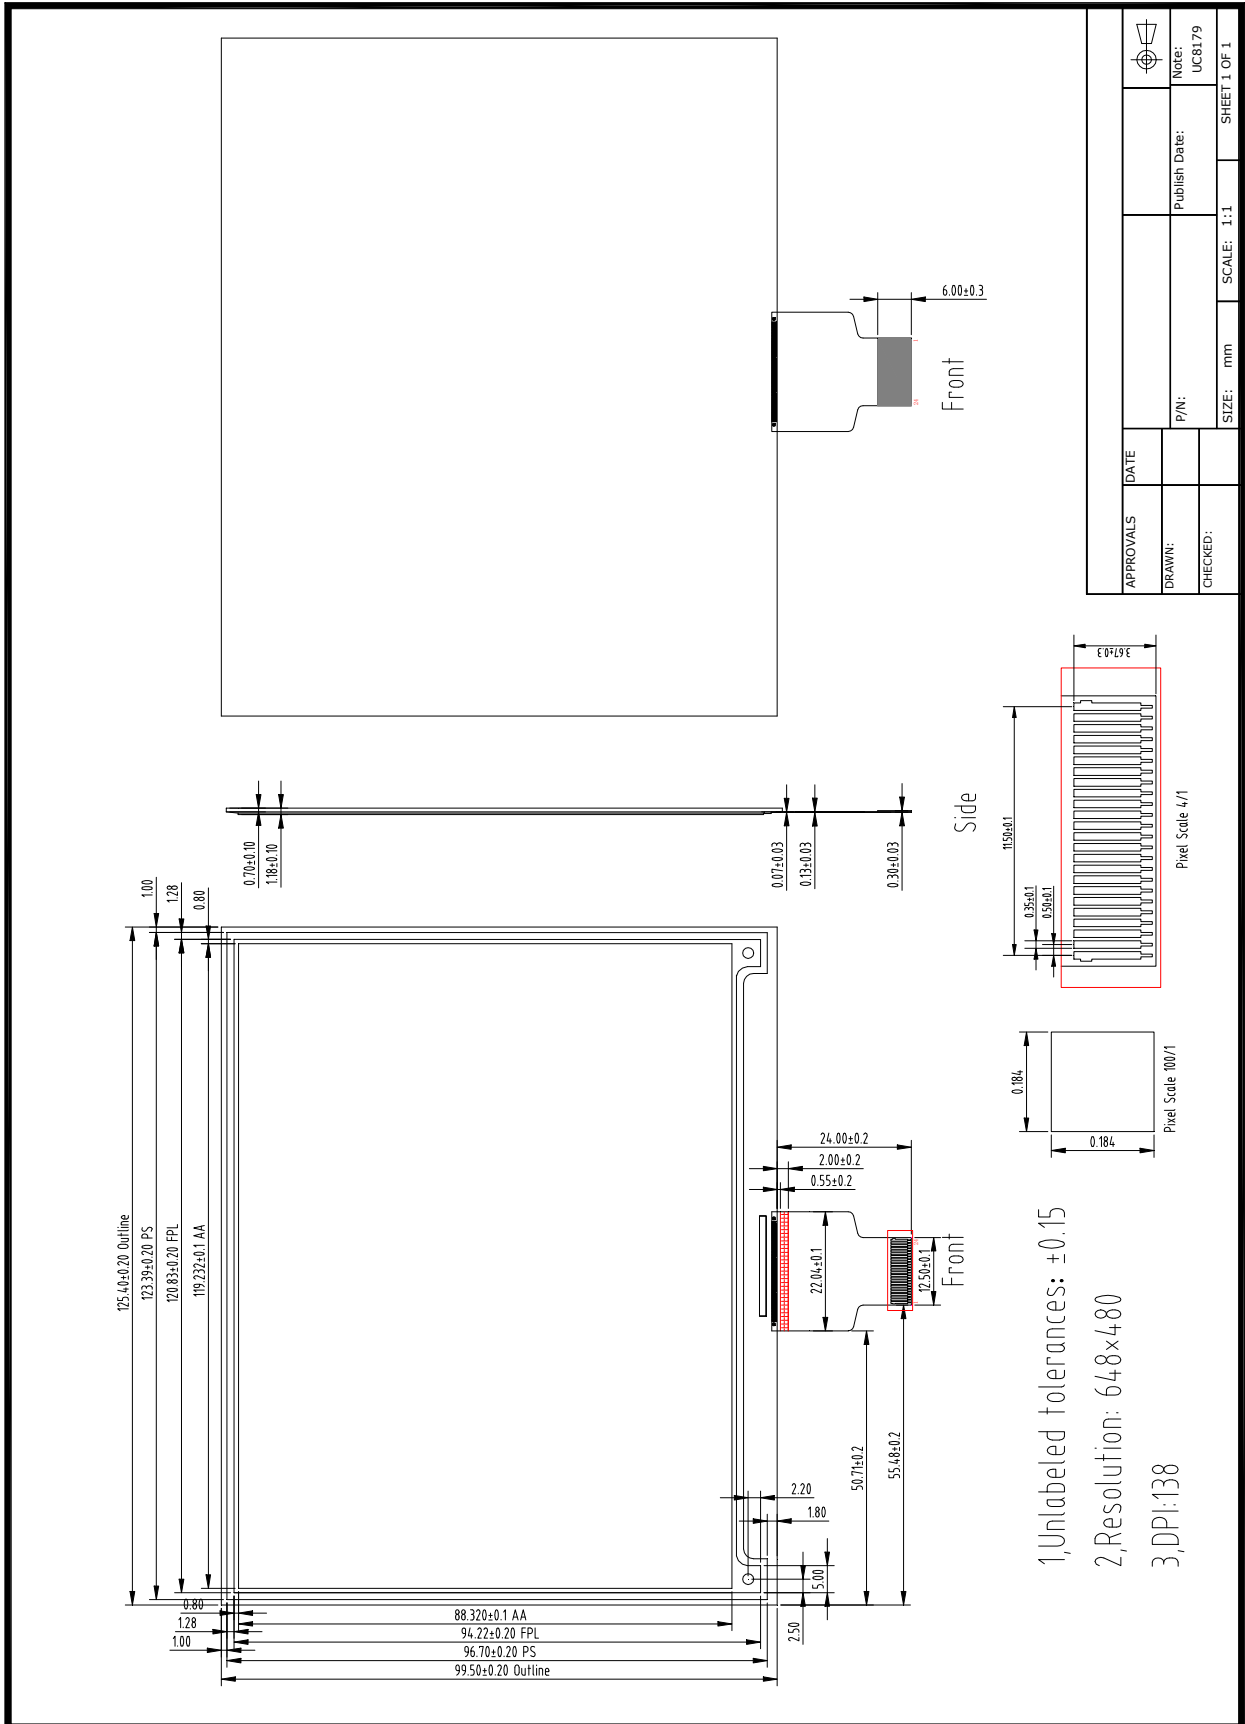 125.40±0.20 Outline
123.39±0.20 PS
120.83±0.20 FPL
119.232±0.1 AA
1.00
1.28
0.80
0.80
1.28
1.00
88.320±0.1 AA
94.22±0.20 FPL
96.70±0.20 PS
99.50±0.20 Outline
2.20
1.80
5.00
2.50
50.71±0.2
55.48±0.2
24.00±0.2
2.00±0.2
0.55±0.2
22.04±0.1
12.50±0.1
Front
0.70±0.10
1.18±0.10
0.07±0.03
0.13±0.03
0.30±0.03
Side
6.00±0.3
1
Front
1,Unlabeled tolerances: ±0.15
2,Resolution: 648×480
3,DPI:138
0.184
0.184
Pixel Scale 100/1
11.50±0.1
0.35±0.1
0.50±0.1
3.67±0.3
Pixel Scale 4/1
APPROVALS
DATE
DRAWN:
CHECKED:
P/N:
Publish Date:
Note:
UC8179
SIZE: mm
SCALE: 1:1
SHEET 1 OF 1